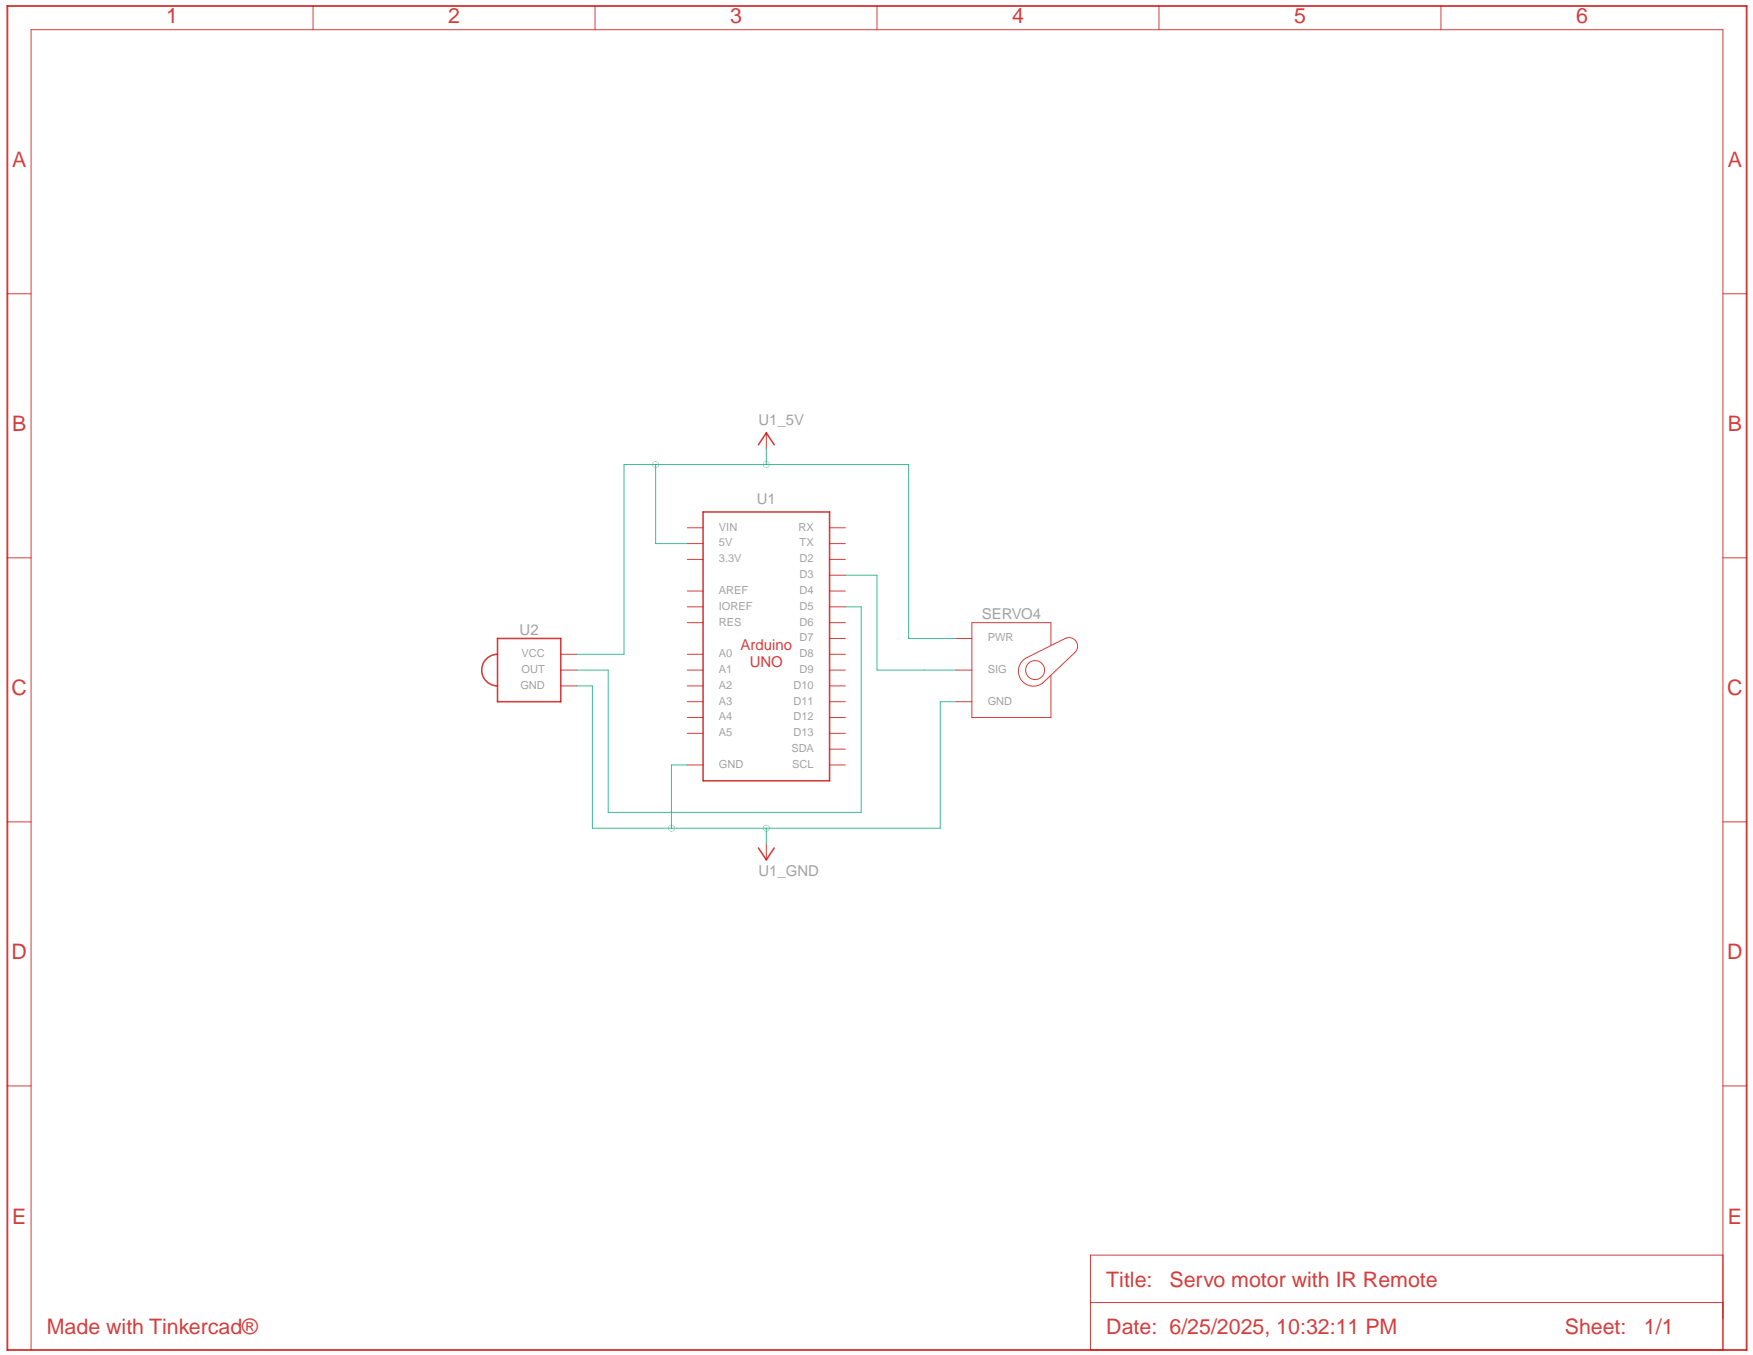 1 2 3 4 5 6
A A
B B
C C
D D
E E
U1_5V
U1
VIN RX
5V TX
3.3V D2
D3
AREF D4
IOREF D5
RES D6
D7
Arduino
UNO
A0 D8
A1 D9
A2 D10
A3 D11
A4 D12
A5 D13
SDA
GND SCL
U2
VCC
OUT
GND
SERVO4
PWR
SIG
GND
U1_GND
Title: Servo motor with IR Remote
Made with Tinkercad®
Date: 6/25/2025, 10:32:11 PM Sheet: 1/1